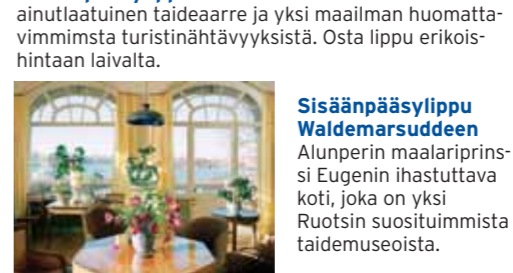 ainutlaatuinen taideaarre ja yksi maailman huomatta-
vimmimsta turistinähtävyyksistä. Osta lippu erikois-
hintaan laivalta.
Sisäänpääsylippu
Waldemarsuddeen
Alunperin maalariprins-
si Eugenin ihastuttava
koti, joka on yksi
Ruotsin suosituimmista
taidemuseoista.